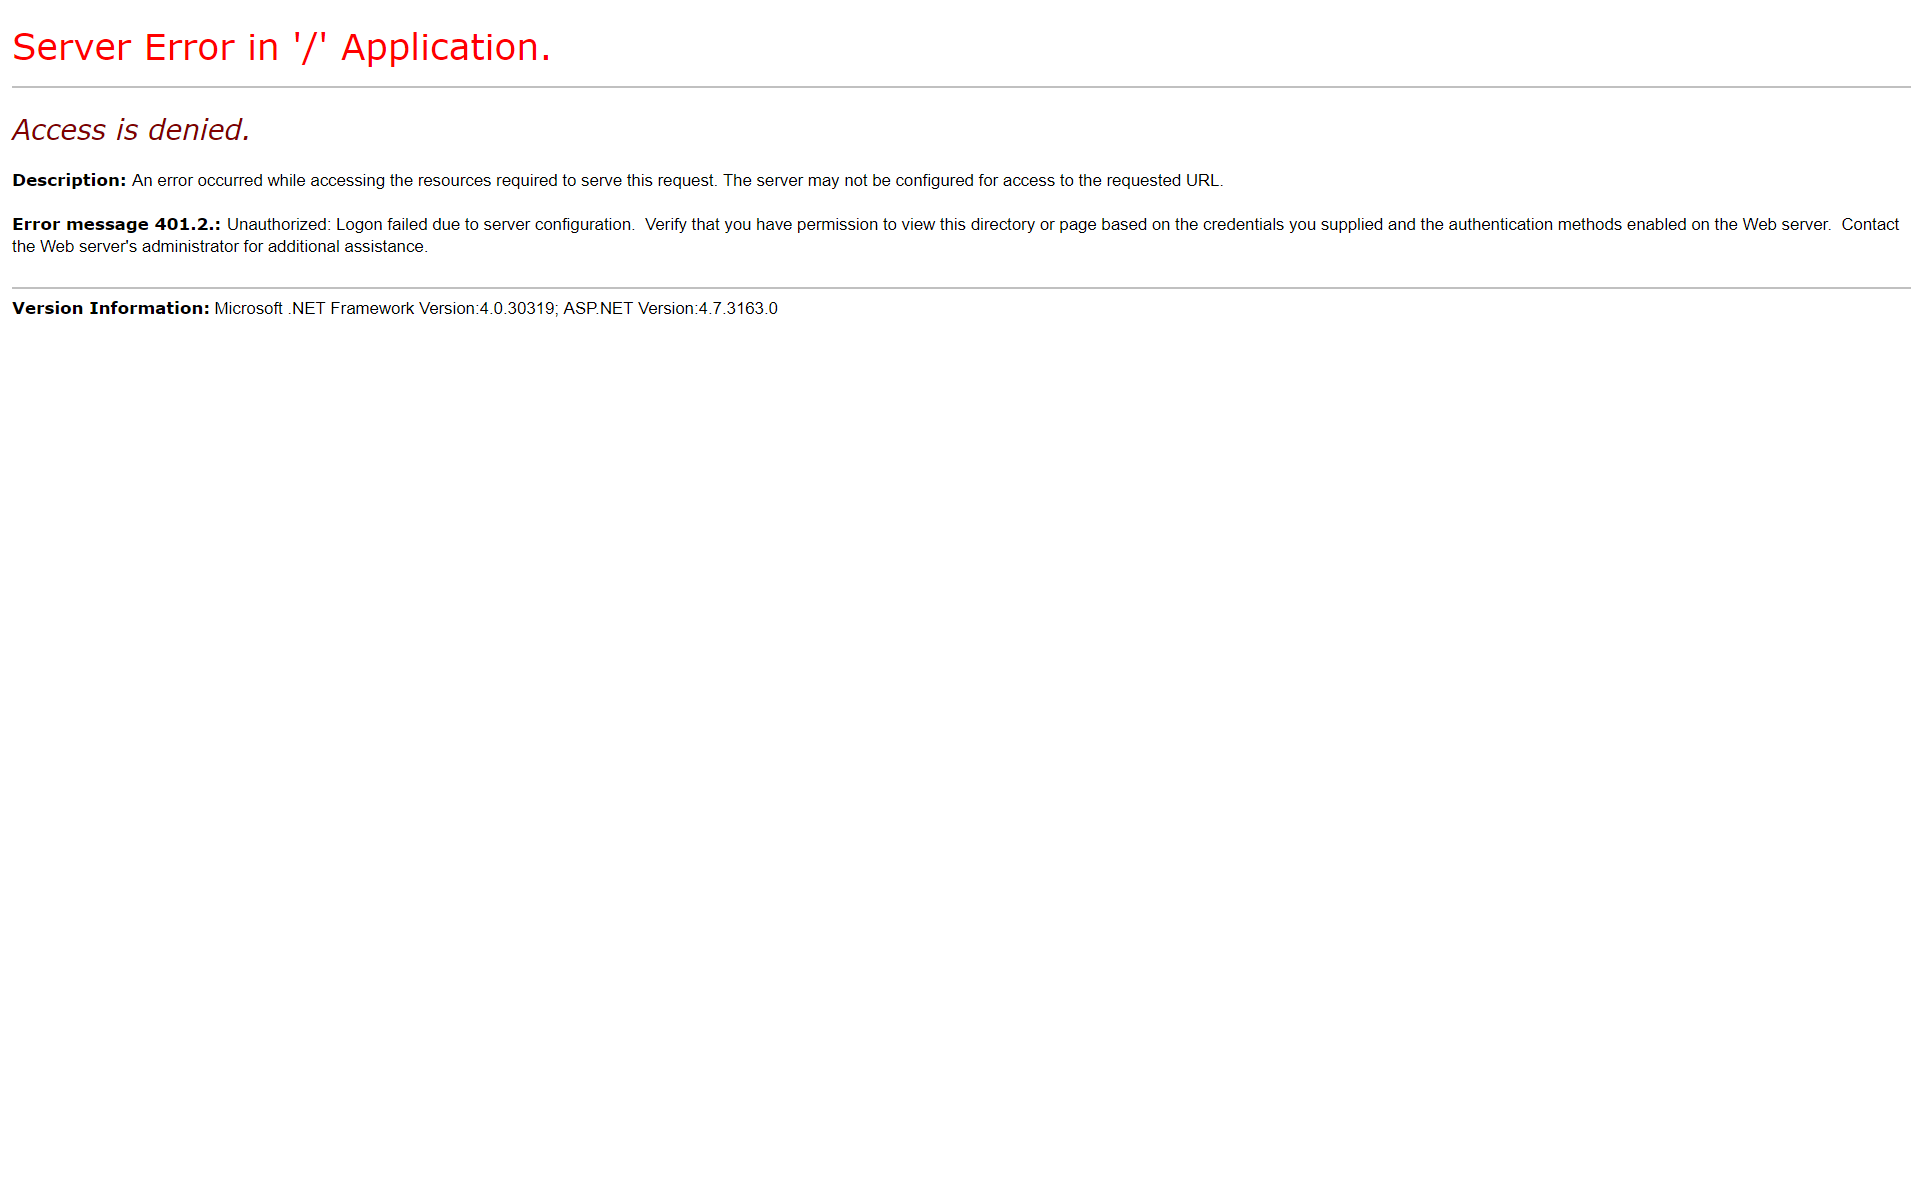 Server Error in '/' Application.
Access is denied.
Description: An error occurred while accessing the resources required to serve this request. The server may not be configured for access to the requested URL.
Error message 401.2.: Unauthorized: Logon failed due to server configuration.  Verify that you have permission to view this directory or page based on the credentials you supplied and the authentication methods enabled on the Web server.  Contact
the Web server's administrator for additional assistance.
Version Information: Microsoft .NET Framework Version:4.0.30319; ASP.NET Version:4.7.3163.0